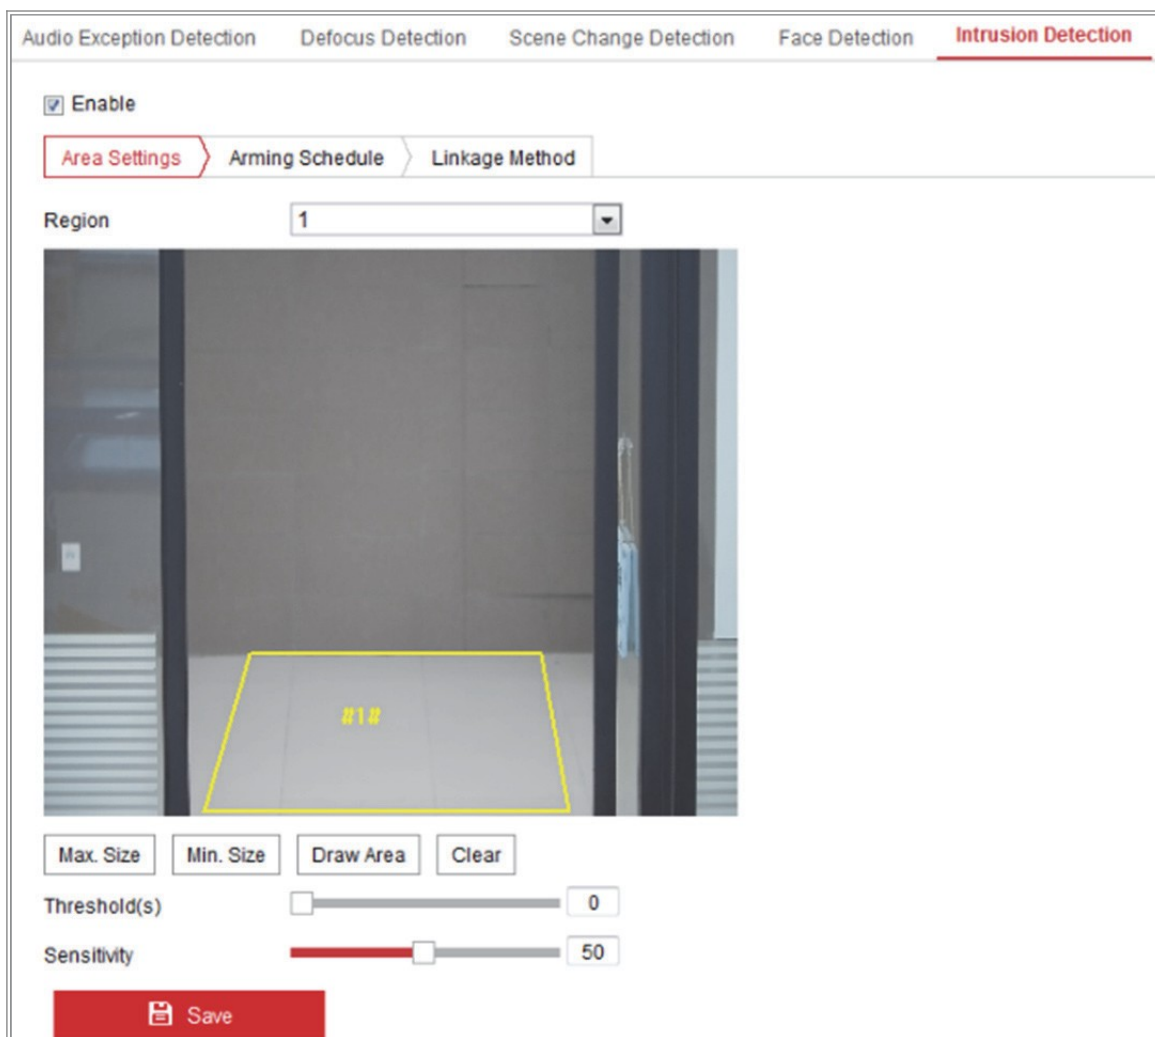 Audio Exception Detection Defocus Detection Scene Change Detection Face Detection Intrusion Detection
Enable
Area Settings Arming Schedule Linkage Method
Region 1
#1#
Max. Size Min. Size Draw Area Clear
Threshold(s) 0
Sensitivity 50
Save